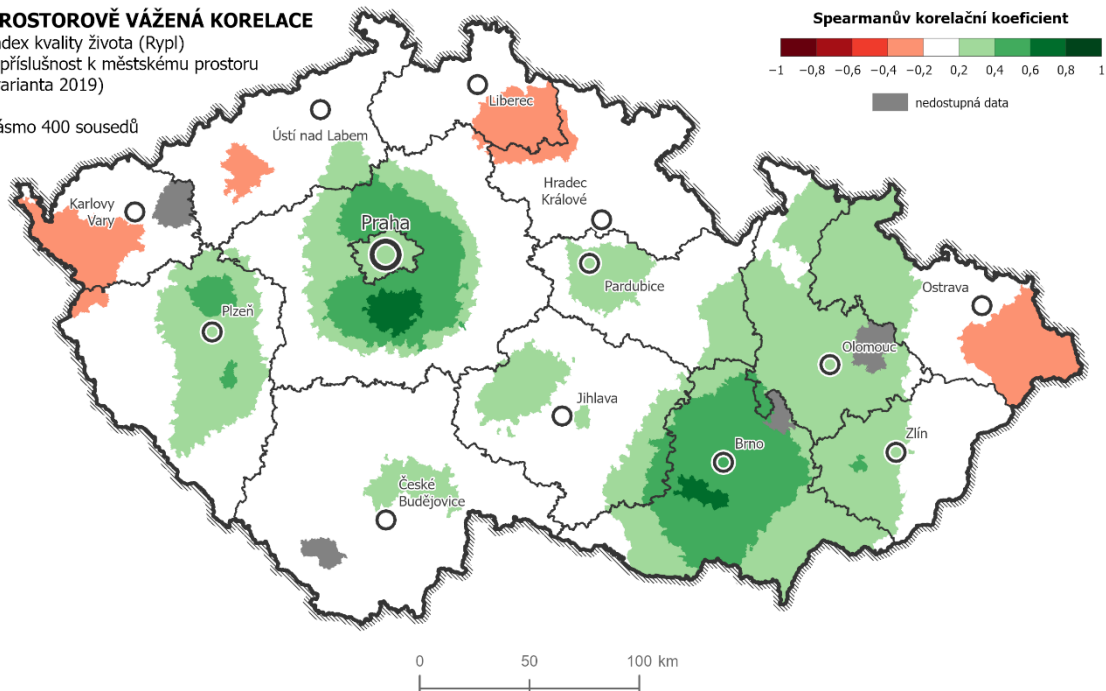 ROSTOROVĚ VÁŽENÁ KORELACE
ndex kvality života (Rypl)
příslušnost k městskému prostoru
varianta 2019)
ásmo 400 sousedů
Spearmanův korelační koeficient
−1 −0,8 −0,6 −0,4 −0,2 0,2 0,4 0,6 0,8 1
nedostupná data
Liberec
Ústí nad Labem
Karlovy
Vary
Hradec
Králové
Praha
Pardubice
Ostrava
Plzeň
Olomouc
Jihlava
Brno
Zlín
České
Budějovice
0 50 100 km